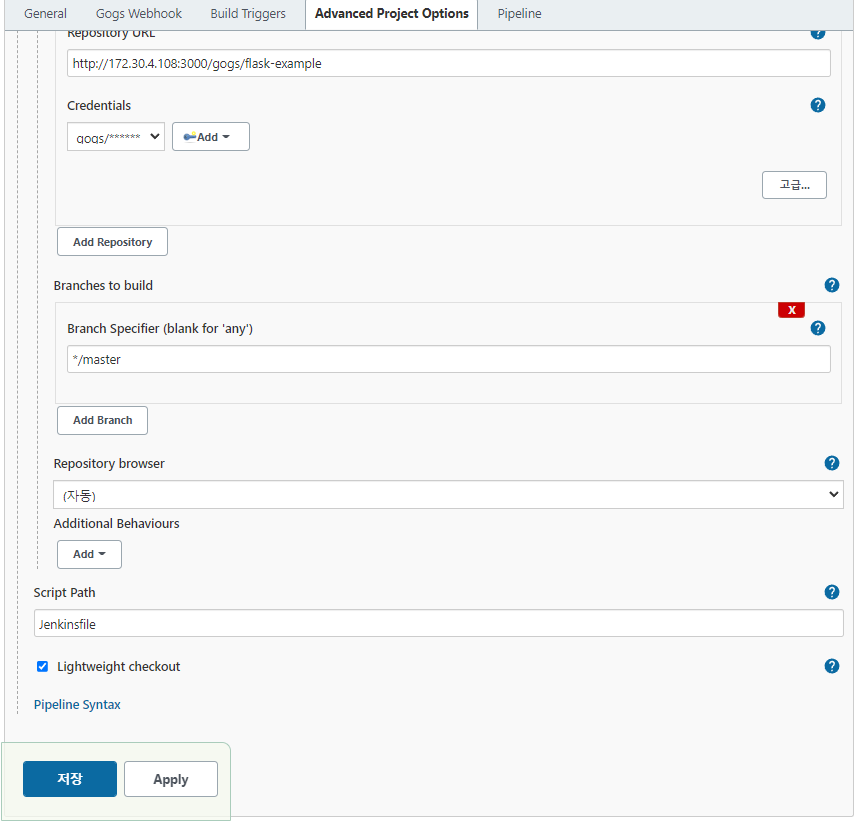 General Gogs Webhook Build Triggers Advanced Project Options Pipeline
Repository URL
http://172.30.4.108:3000/gogs/flask-example
Credentials
gogs/****** Add
고급...
Add Repository
Branches to build
X
Branch Specifier (blank for 'any')
*/master
Add Branch
Repository browser
(자동)
Additional Behaviours
Add
Script Path
Jenkinsfile
Lightweight checkout
Pipeline Syntax
저장 Apply